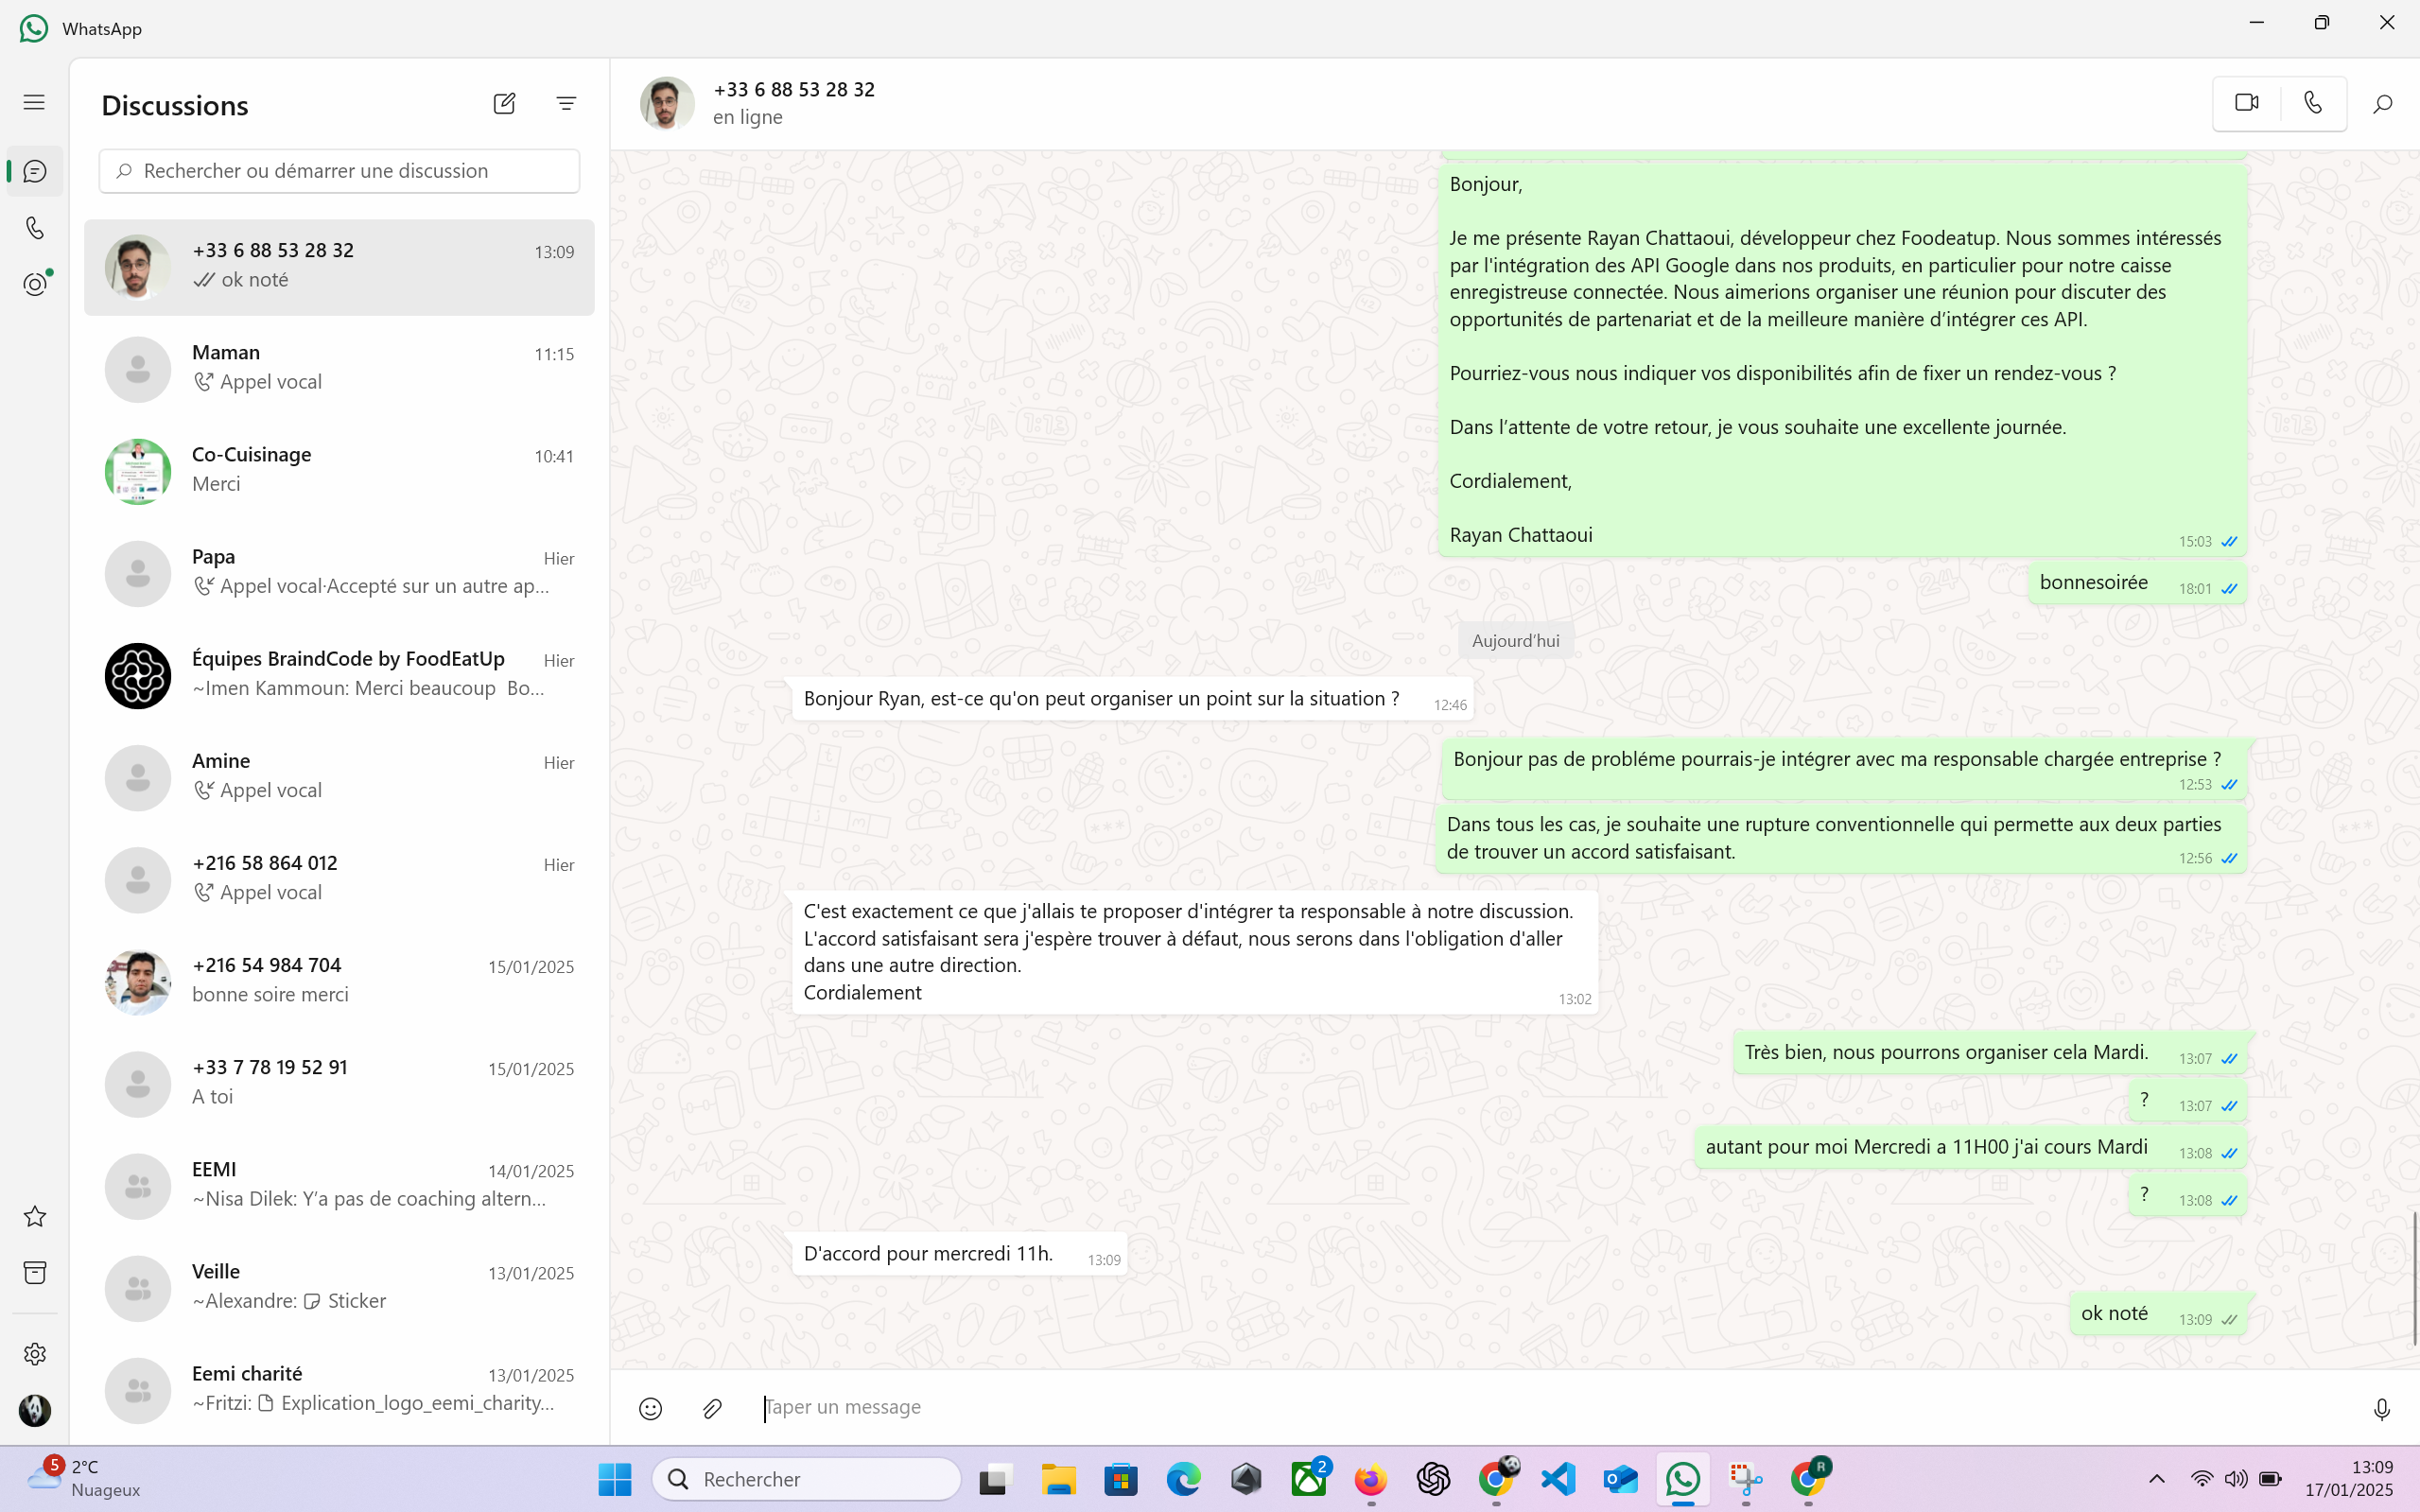 WhatsApp
Discussions
Rechercher ou démarrer une discussion
+33 6 88 53 28 32
13:09
ok noté
Maman
11:15
Appel vocal
Co-Cuisinage
10:41
Merci
Papa
Hier
Appel vocal·Accepté sur un autre ap...
Équipes BraindCode by FoodEatUp
Hier
~Imen Kammoun: Merci beaucoup Bo...
Amine
Hier
Appel vocal
+216 58 864 012
Hier
Appel vocal
+216 54 984 704
15/01/2025
bonne soire merci
+33 7 78 19 52 91
15/01/2025
A toi
EEMI
14/01/2025
~Nisa Dilek: Y’a pas de coaching altern...
Veille
13/01/2025
~Alexandre: Sticker
Eemi charité
13/01/2025
~Fritzi: Explication_logo_eemi_charity...
+33 6 88 53 28 32
en ligne
Bonjour,
Je me présente Rayan Chattaoui, développeur chez Foodeatup. Nous sommes intéressés
par l'intégration des API Google dans nos produits, en particulier pour notre caisse
enregistreuse connectée. Nous aimerions organiser une réunion pour discuter des
opportunités de partenariat et de la meilleure manière d’intégrer ces API.
Pourriez-vous nous indiquer vos disponibilités afin de fixer un rendez-vous ?
Dans l’attente de votre retour, je vous souhaite une excellente journée.
Cordialement,
Rayan Chattaoui
15:03
bonnesoirée
18:01
Aujourd’hui
Bonjour Ryan, est-ce qu'on peut organiser un point sur la situation ?
12:46
Bonjour pas de probléme pourrais-je intégrer avec ma responsable chargée entreprise ?
12:53
Dans tous les cas, je souhaite une rupture conventionnelle qui permette aux deux parties
de trouver un accord satisfaisant.
12:56
C'est exactement ce que j'allais te proposer d'intégrer ta responsable à notre discussion.
L'accord satisfaisant sera j'espère trouver à défaut, nous serons dans l'obligation d'aller
dans une autre direction.
Cordialement
13:02
Très bien, nous pourrons organiser cela Mardi.
13:07
?
13:07
autant pour moi Mercredi a 11H00 j'ai cours Mardi
13:08
?
13:08
D'accord pour mercredi 11h.
13:09
ok noté
13:09
Taper un message
5
2°C
Nuageux
Rechercher
2
R
13:09
17/01/2025